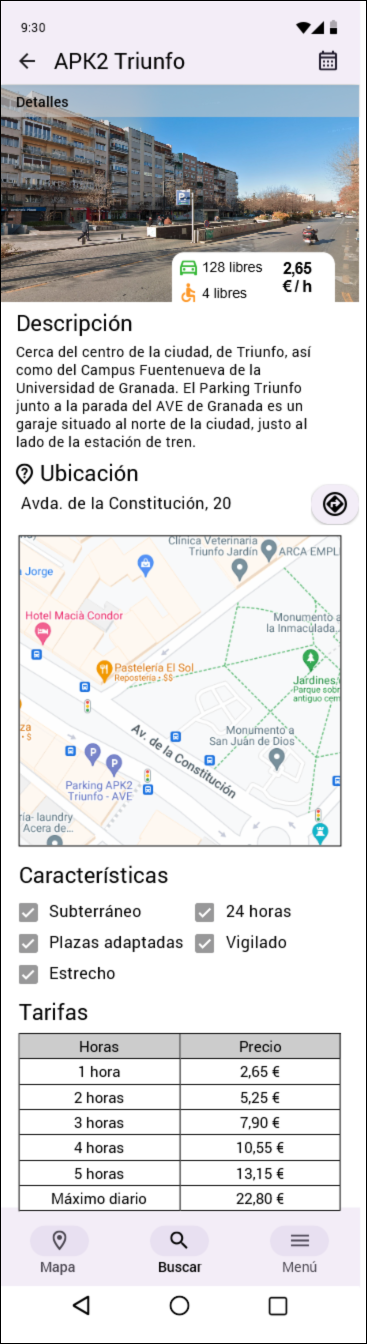 9:30
APK2 Triunfo
Detalles
P
128 libres
2,65
€ / h
4 libres
Descripción
Cerca del centro de la ciudad, de Triunfo, así
como del Campus Fuentenueva de la
Universidad de Granada. El Parking Triunfo
junto a la parada del AVE de Granada es un
garaje situado al norte de la ciudad, justo al
lado de la estación de tren.
Ubicación
Avda. de la Constitución, 20
Clínica Veterinaria
Triunfo Jardín
ARCA EMPL
a Jorge
Hotel Macià Condor
Monumento a
la Inmaculada
Pastelería El Sol
Repostería · $$
Jardines
Parque sobr
antiguo cem
za
· $
Av. de la Constitución
Monumento a
San Juan de Dios
P
P
Parking APK2
Triunfo - AVE
ría- laundry
Acera de...
Características
Subterráneo
24 horas
Plazas adaptadas
Vigilado
Estrecho
Tarifas
Horas Precio
1 hora 2,65 €
2 horas 5,25 €
3 horas 7,90 €
4 horas 10,55 €
5 horas 13,15 €
Máximo diario 22,80 €
Mapa
Buscar
Menú